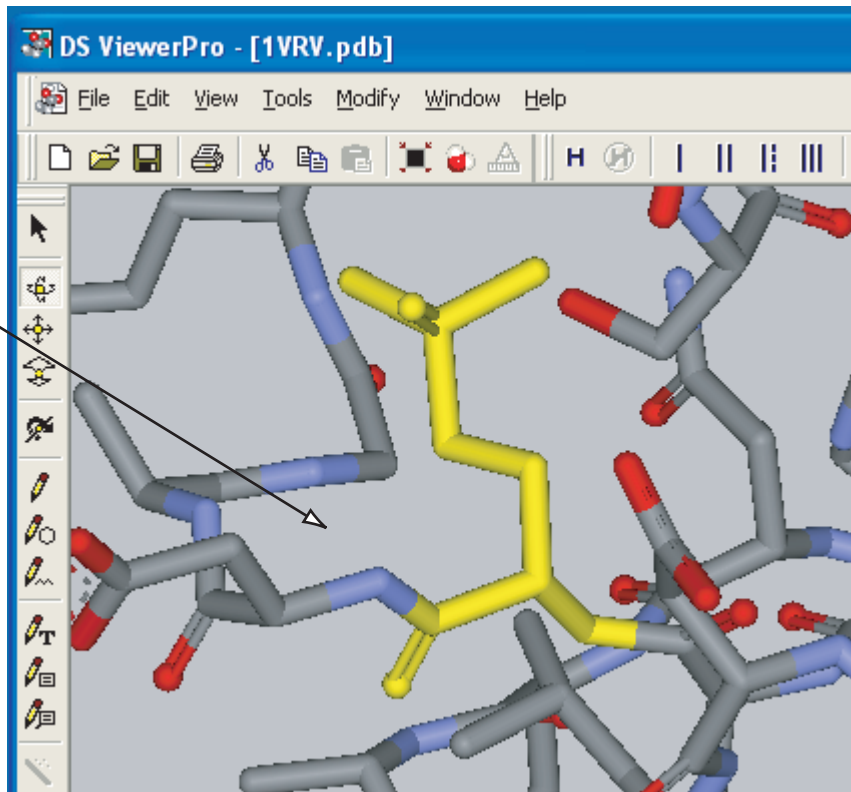 DS ViewerPro - [1VRV.pdb]
File Edit View Tools Modify Window Help
H H
T